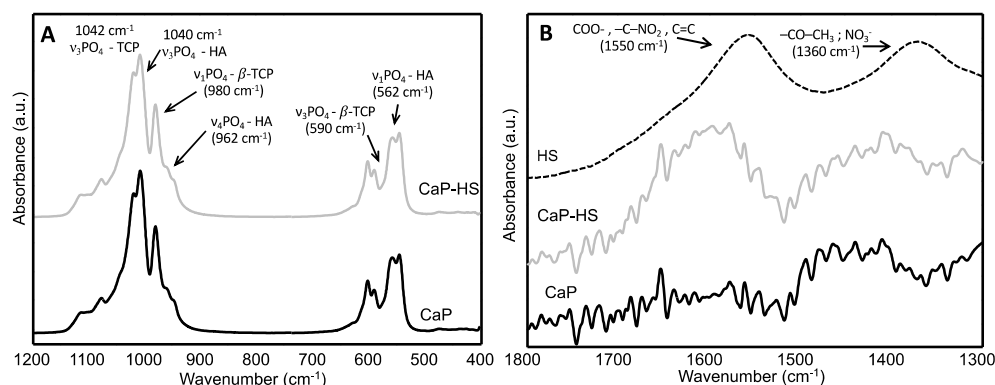 A
1042 cm⁻¹
ν₃PO₄ - TCP
1040 cm⁻¹
ν₃PO₄ - HA
ν₁PO₄ - β-TCP
(980 cm⁻¹)
ν₄PO₄ - HA
(962 cm⁻¹)
ν₃PO₄ - β-TCP
(590 cm⁻¹)
ν₁PO₄ - HA
(562 cm⁻¹)
CaP-HS
CaP
Absorbance (a.u.)
1200 1100 1000 900 800 700 600 500 400
Wavenumber (cm⁻¹)
B
COO- , –C–NO₂ , C=C
(1550 cm⁻¹)
–CO–CH₃ ; NO₃⁻
(1360 cm⁻¹)
HS
CaP-HS
CaP
Absorbance (a.u.)
1800 1700 1600 1500 1400 1300
Wavenumber (cm⁻¹)